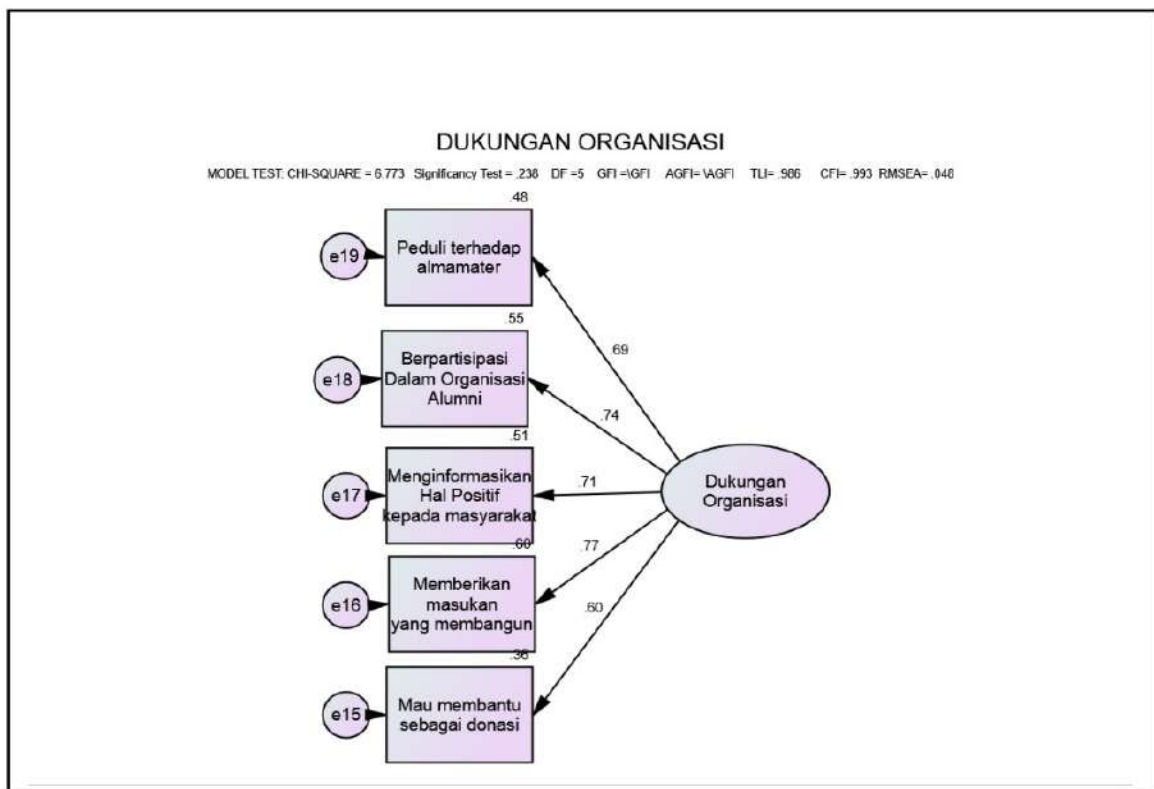 DUKUNGAN ORGANISASI
MODEL TEST: CHI-SQUARE = 6.773 Significancy Test = .238 DF =5 GFI =\GFI AGFI= \AGFI TLI= .986 CFI= .993 RMSEA= .048
.48
e19
Peduli terhadap
almamater
.69
.55
e18
Berpartisipasi
Dalam Organisasi
Alumni
.74
.51
e17
Menginformasikan
Hal Positif
kepada masyarakat
.71
Dukungan
Organisasi
.60
e16
Memberikan
masukan
yang membangun
.77
.36
e15
Mau membantu
sebagai donasi
.60